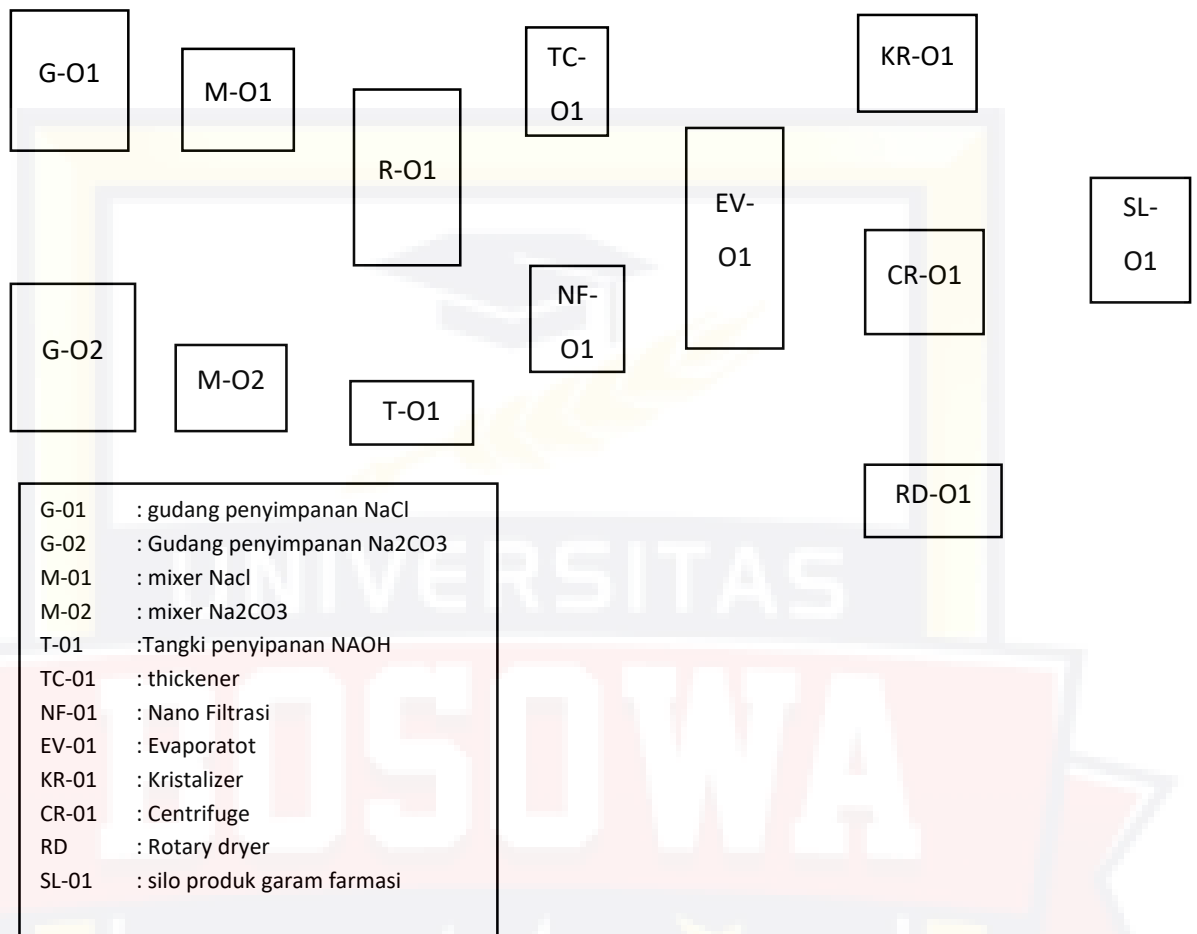 G-O1
M-O1
R-O1
TC-
O1
KR-O1
EV-
O1
SL-
O1
CR-O1
NF-
O1
G-O2
M-O2
T-O1
RD-O1
G-01 : gudang penyimpanan NaCl
G-02 : Gudang penyimpanan Na2CO3
M-01 : mixer Nacl
M-02 : mixer Na2CO3
T-01 :Tangki penyipanan NAOH
TC-01 : thickener
NF-01 : Nano Filtrasi
EV-01 : Evaporatot
KR-01 : Kristalizer
CR-01 : Centrifuge
RD : Rotary dryer
SL-01 : silo produk garam farmasi
UNIVERSITAS
BOSOWA